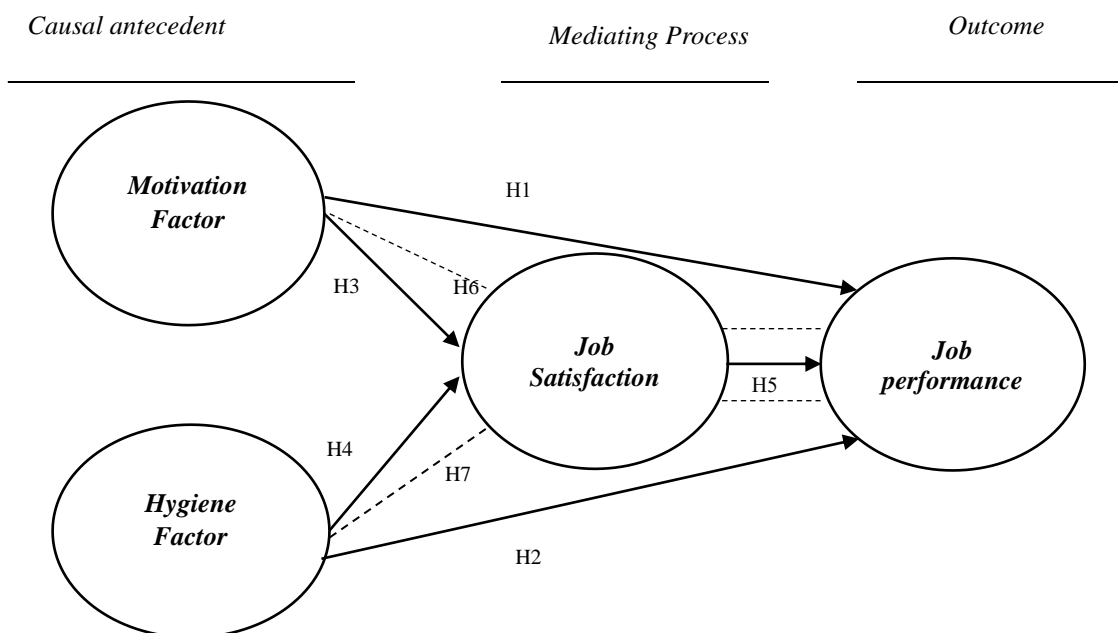 Causal antecedent
Mediating Process
Outcome
Motivation
Factor
H1
H3
H6
Job
Satisfaction
Job
performance
H5
H4
H7
Hygiene
Factor
H2